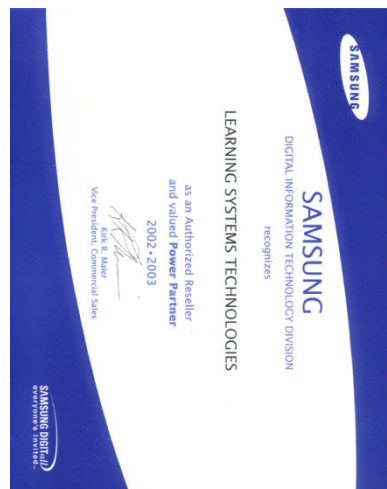 SAMSUNG
SAMSUNG
DIGITAL INFORMATION TECHNOLOGY DIVISION
recognizes
LEARNING SYSTEMS TECHNOLOGIES
as an Authorized Reseller
and valued Power Partner
2002 • 2003
Kirk R. Maier
Vice President, Commercial Sales
SAMSUNG DIGITall
everyone's invited™